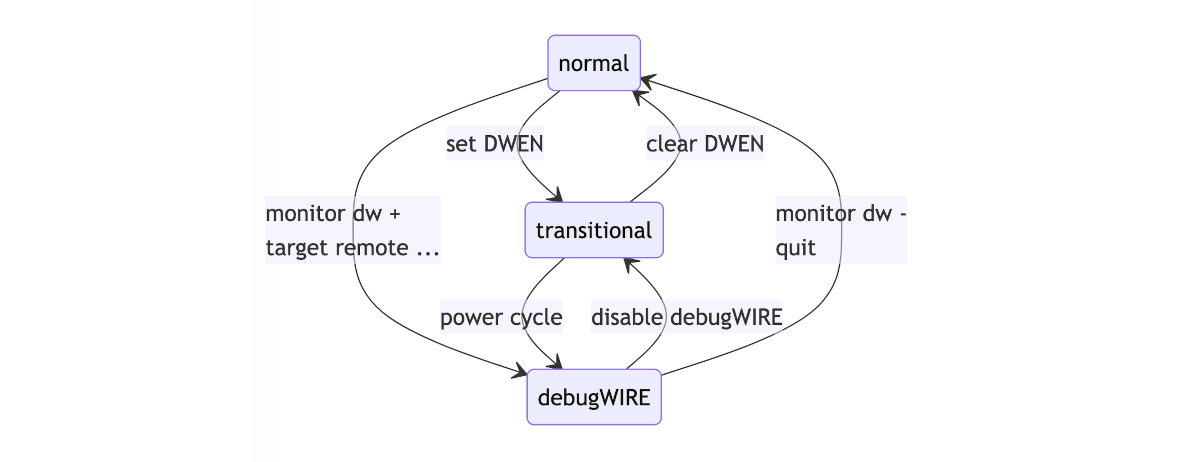 normal
set DWEN
clear DWEN
monitor dw +
target remote ...
monitor dw -
quit
transitional
power cycle
disable debugWIRE
debugWIRE